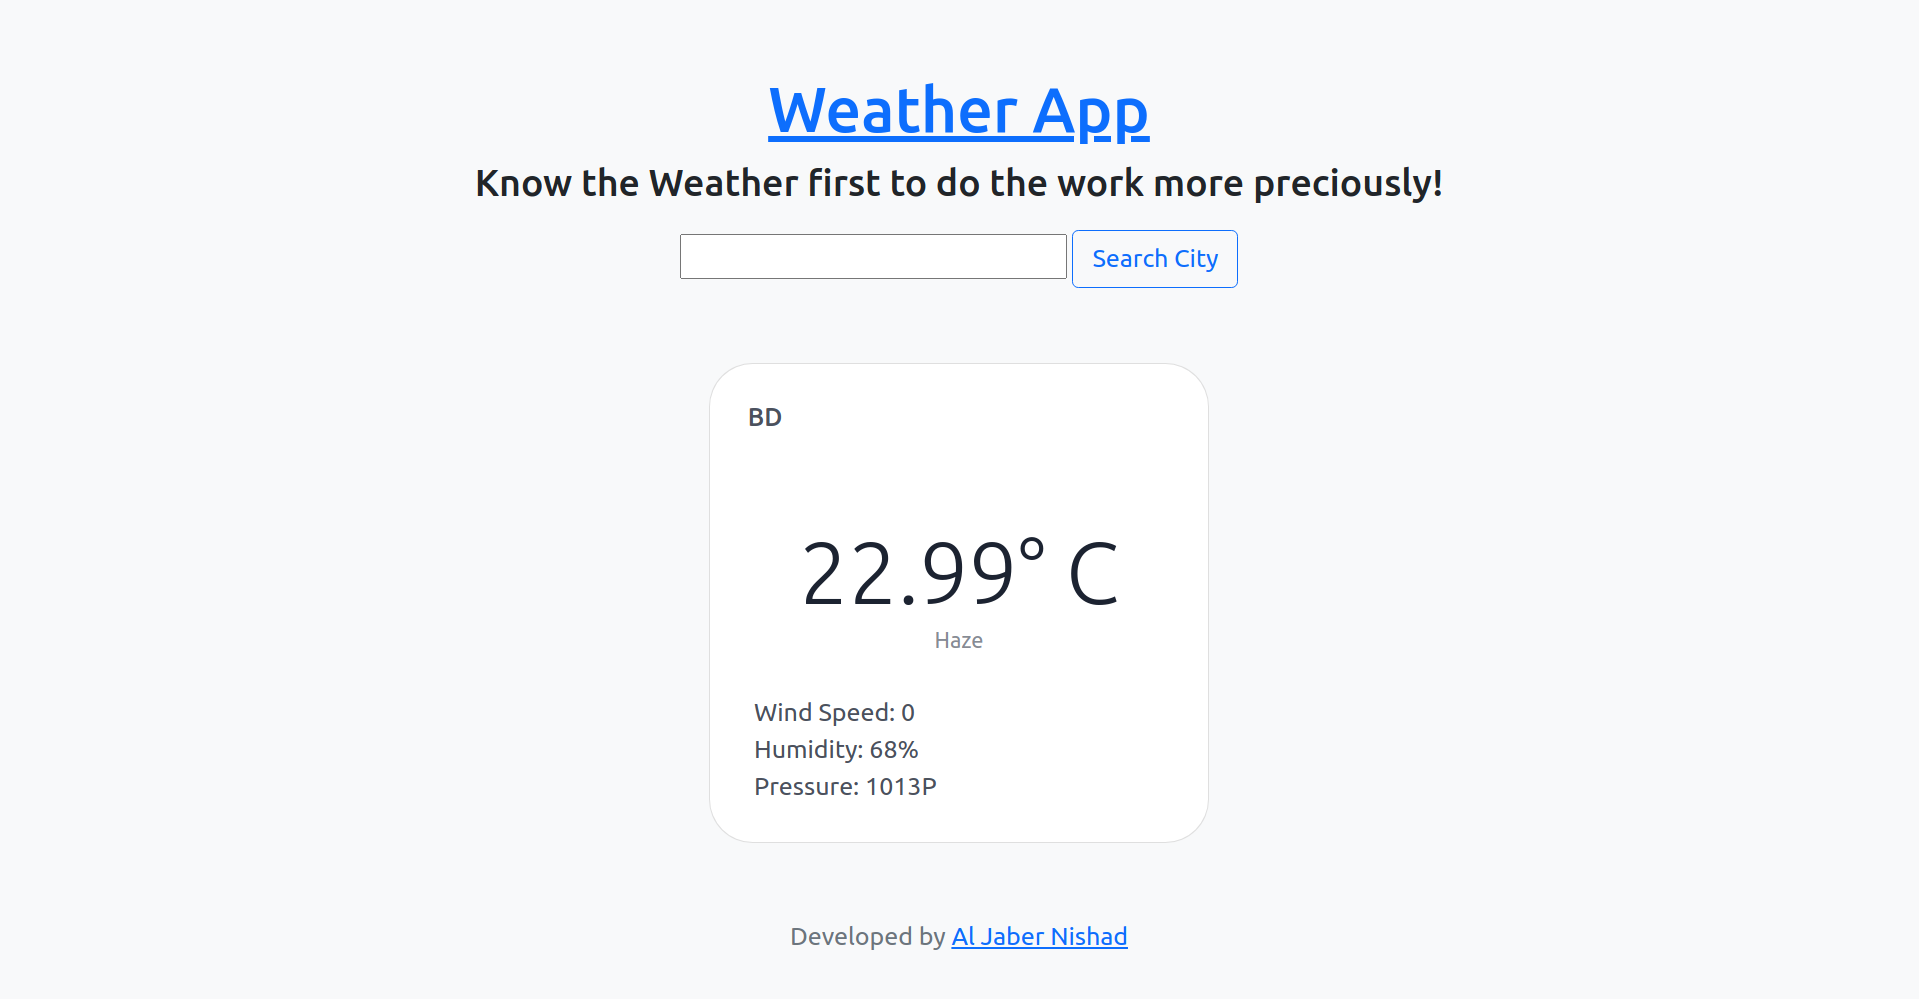 Weather App
Know the Weather first to do the work more preciously!
Search City
BD
22.99° C
Haze
Wind Speed: 0
Humidity: 68%
Pressure: 1013P
Developed by Al Jaber Nishad